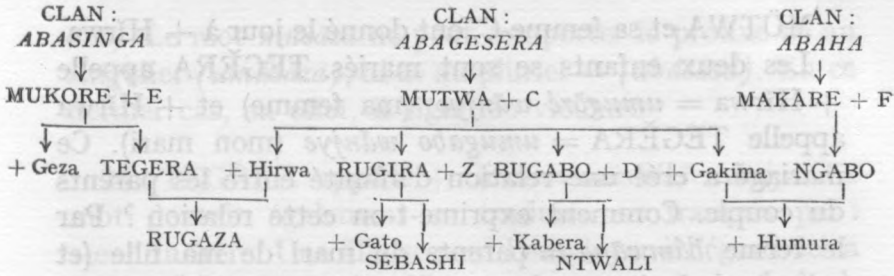 CLAN : CLAN : CLAN :
ABASINGA ABAGESERA ABAHA
MUKORE + E MUTWA + C MAKARE + F
+ Geza TEGERA + Hirwa RUGIRA + Z BUGABO + D + Gakima NGABO
RUGAZA + Gato + Kabera + Humura
SEBASHI NTWALI